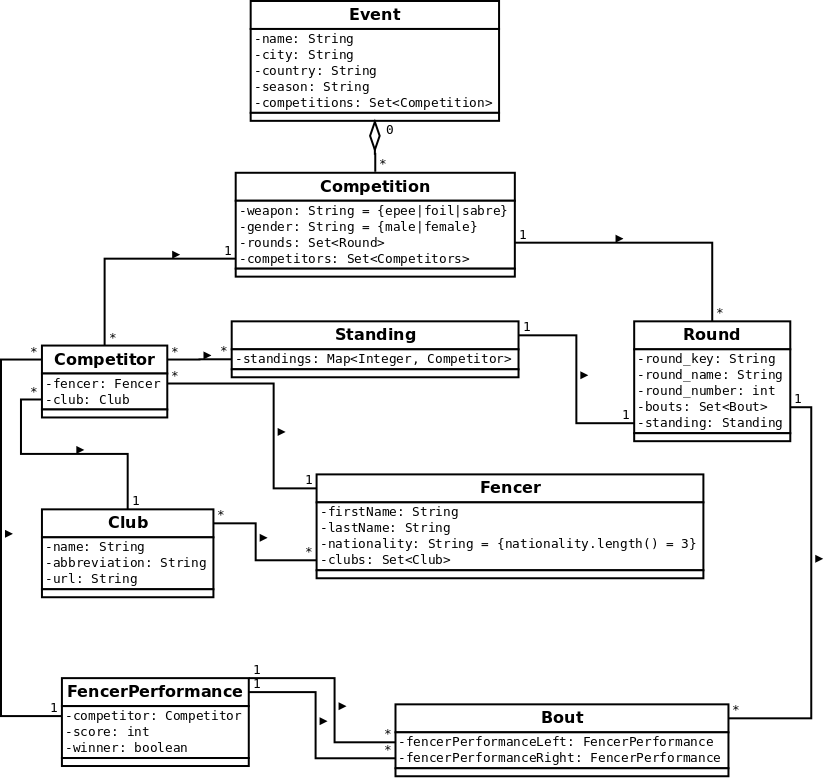 Event
-name: String
-city: String
-country: String
-season: String
-competitions: Set<Competition>
0
*
Competition
-weapon: String = {epee|foil|sabre}
-gender: String = {male|female}
-rounds: Set<Round>
-competitors: Set<Competitors>
1
1
*
*
Standing
-standings: Map<Integer, Competitor>
1
*
Round
-round_key: String
-round_name: String
-round_number: int
-bouts: Set<Bout>
-standing: Standing
1
1
Competitor
-fencer: Fencer
-club: Club
*
*
*
*
1
Fencer
-firstName: String
-lastName: String
-nationality: String = {nationality.length() = 3}
-clubs: Set<Club>
*
1
Club
-name: String
-abbreviation: String
-url: String
*
FencerPerformance
-competitor: Competitor
-score: int
-winner: boolean
1
1
1
Bout
-fencerPerformanceLeft: FencerPerformance
-fencerPerformanceRight: FencerPerformance
*
*
*